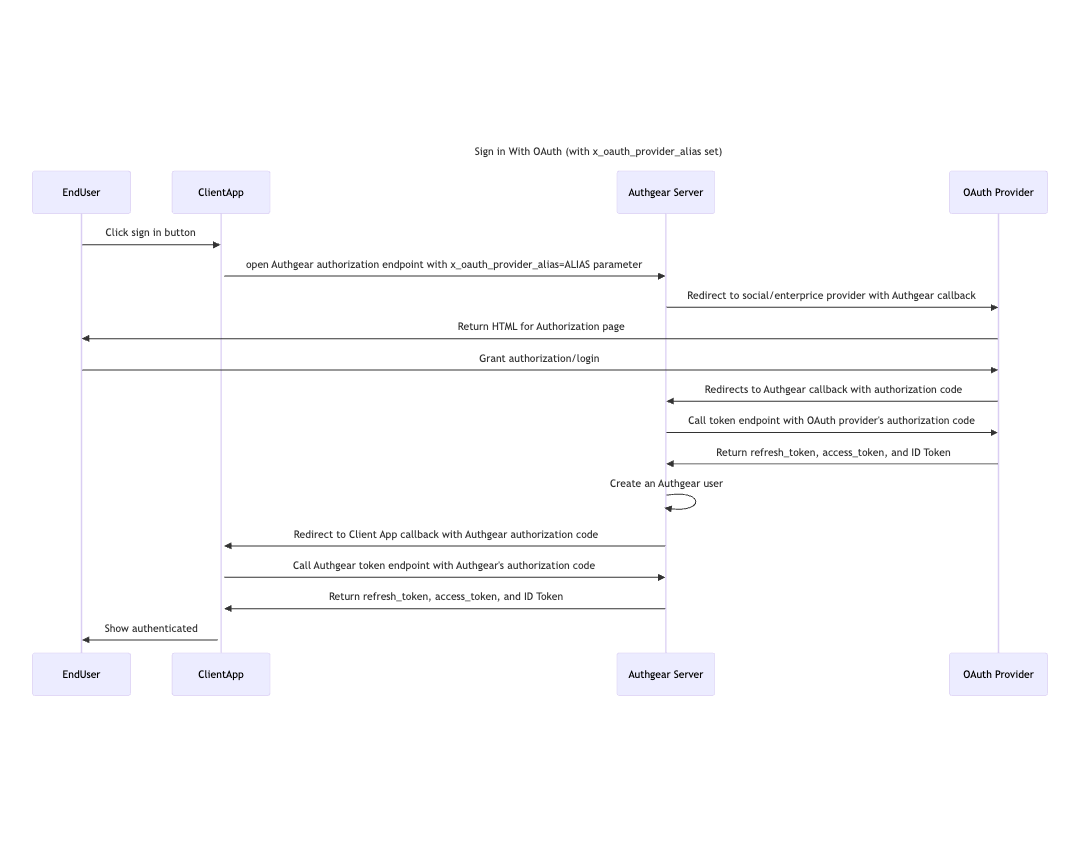 Sign in With OAuth (with x_oauth_provider_alias set)
EndUser
ClientApp
Authgear Server
OAuth Provider
Click sign in button
open Authgear authorization endpoint with x_oauth_provider_alias=ALIAS parameter
Redirect to social/enterprice provider with Authgear callback
Return HTML for Authorization page
Grant authorization/login
Redirects to Authgear callback with authorization code
Call token endpoint with OAuth provider's authorization code
Return refresh_token, access_token, and ID Token
Create an Authgear user
Redirect to Client App callback with Authgear authorization code
Call Authgear token endpoint with Authgear's authorization code
Return refresh_token, access_token, and ID Token
Show authenticated
EndUser
ClientApp
Authgear Server
OAuth Provider